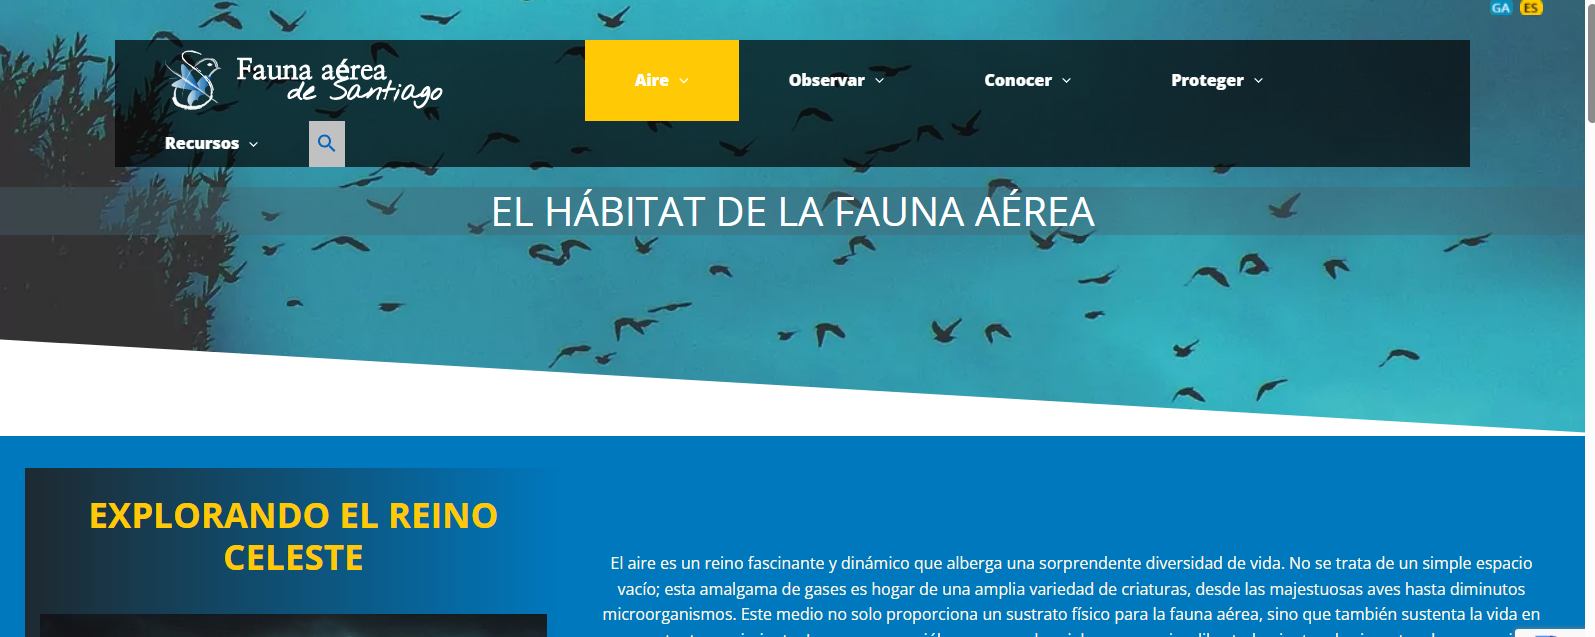 GA ES
Fauna aérea
de Santiago
Aire
Observar
Conocer
Proteger
Recursos
EL HÁBITAT DE LA FAUNA AÉREA
EXPLORANDO EL REINO
CELESTE
El aire es un reino fascinante y dinámico que alberga una sorprendente diversidad de vida. No se trata de un simple espacio
vacío; esta amalgama de gases es hogar de una amplia variedad de criaturas, desde las majestuosas aves hasta diminutos
microorganismos. Este medio no solo proporciona un sustrato físico para la fauna aérea, sino que también sustenta la vida en